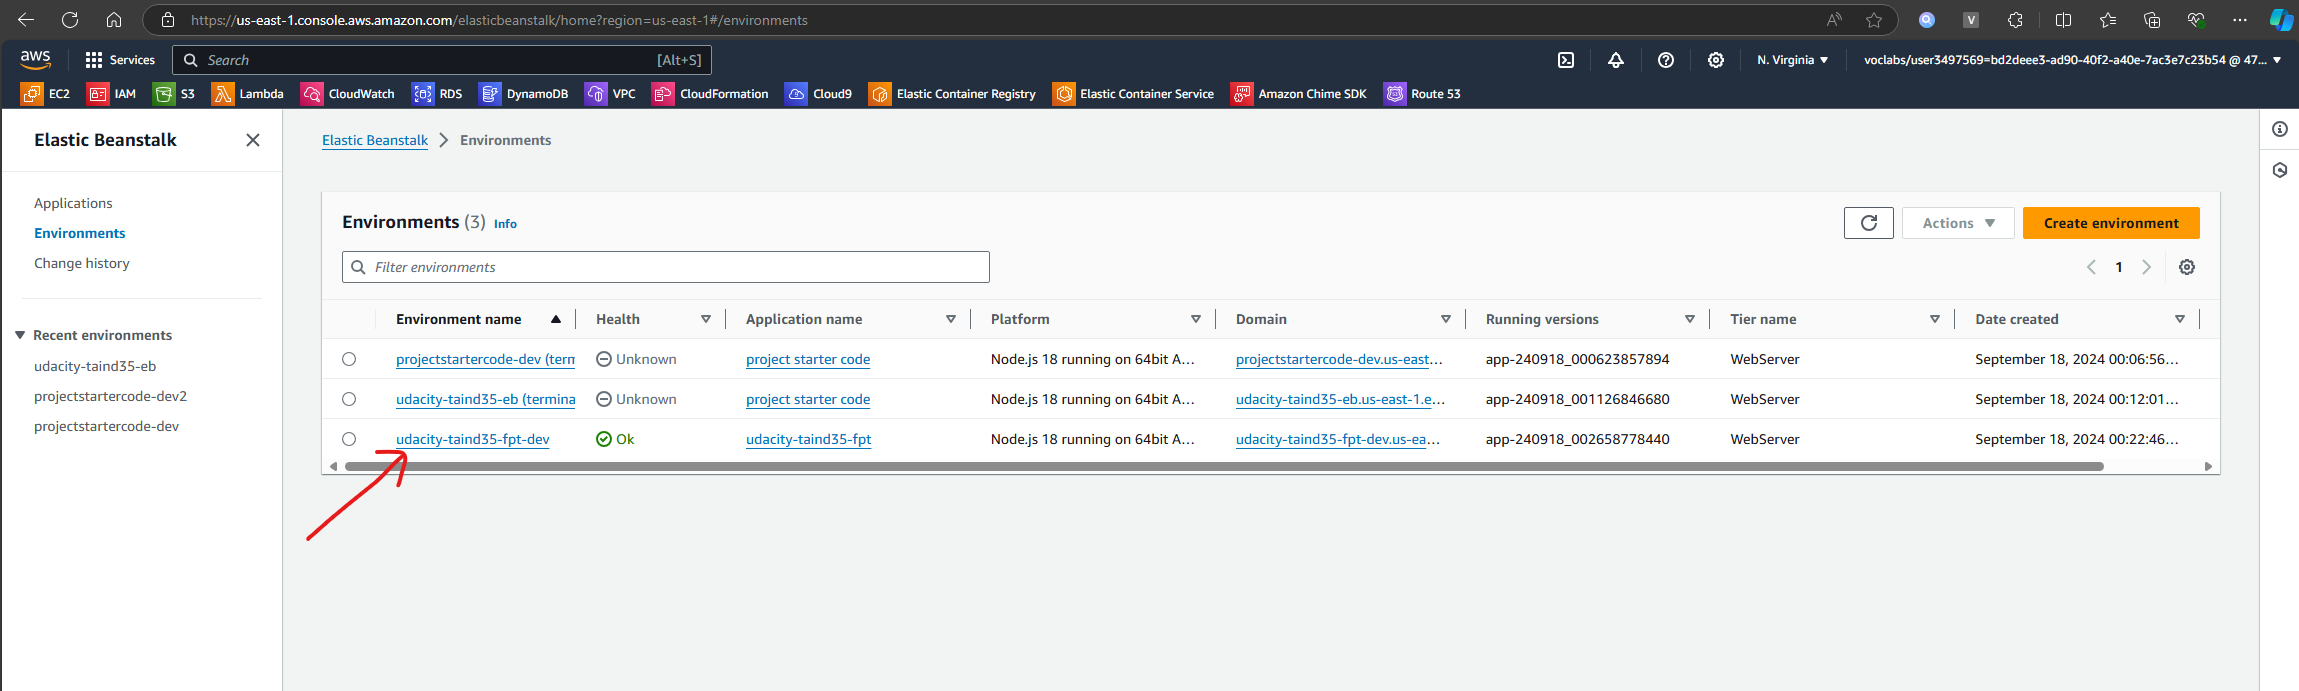 https://us-east-1.console.aws.amazon.com/elasticbeanstalk/home?region=us-east-1#/environments
V
aws Services Search [Alt+S] N. Virginia voclabs/user3497569=bd2deee3-ad90-40f2-a40e-7ac3e7c23b54 @ 47...
EC2 IAM S3 Lambda CloudWatch RDS DynamoDB VPC CloudFormation Cloud9 Elastic Container Registry Elastic Container Service Amazon Chime SDK Route 53
Elastic Beanstalk
Applications
Environments
Change history
Recent environments
udacity-taind35-eb
projectstartercode-dev2
projectstartercode-dev
Elastic Beanstalk Environments
Environments (3) Info
Actions Create environment
Filter environments
1
Environment name Health Application name Platform Domain Running versions Tier name Date created
projectstartercode-dev (tern Unknown project starter code Node.js 18 running on 64bit A... projectstartercode-dev.us-east... app-240918_000623857894 WebServer September 18, 2024 00:06:56...
udacity-taind35-eb (termina Unknown project starter code Node.js 18 running on 64bit A... udacity-taind35-eb.us-east-1.e... app-240918_001126846680 WebServer September 18, 2024 00:12:01...
udacity-taind35-fpt-dev Ok udacity-taind35-fpt Node.js 18 running on 64bit A... udacity-taind35-fpt-dev.us-ea... app-240918_002658778440 WebServer September 18, 2024 00:22:46...